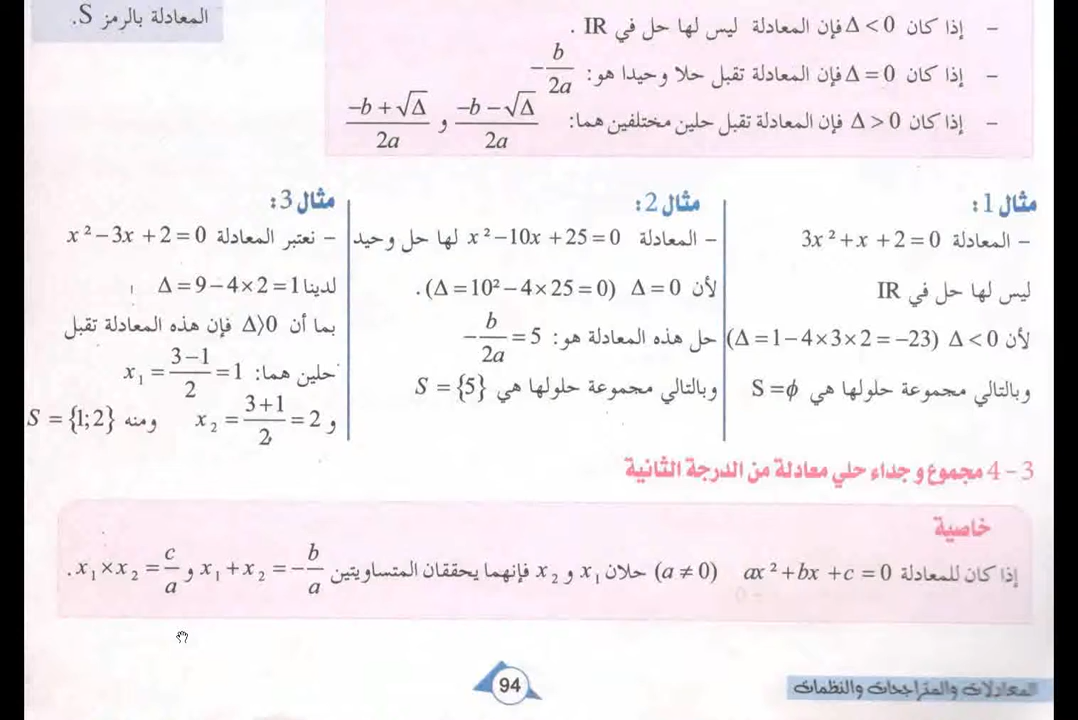 المعادلة بالرمز S.
- إذا كان Δ < 0 فإن المعادلة ليس لها حل في IR .
- إذا كان Δ = 0 فإن المعادلة تقبل حلا وحيدا هو: -b/2a
- إذا كان Δ > 0 فإن المعادلة تقبل حلين مختلفين هما: (-b-√Δ)/2a و (-b+√Δ)/2a
مثال 1 :
- المعادلة 3x²+x+2=0
ليس لها حل في IR
لأن Δ < 0 (Δ=1-4×3×2=-23)
وبالتالي مجموعة حلولها هي S=ϕ
مثال 2 :
- المعادلة x²-10x+25=0 لها حل وحيد
لأن Δ=0 (Δ=10²-4×25=0).
حل هذه المعادلة هو: -b/2a=5
وبالتالي مجموعة حلولها هي S={5}
مثال 3 :
- نعتبر المعادلة x²-3x+2=0
لدينا Δ=9-4×2=1
بما أن Δ⟩0 فإن هذه المعادلة تقبل
حلين هما: x₁=(3-1)/2=1
و x₂=(3+1)/2=2 ومنه S={1;2}
3 - 4 مجموع و جداء حلي معادلة من الدرجة الثانية
خاصية
إذا كان للمعادلة ax²+bx+c=0 (a≠0) حلان x₁ و x₂ فإنهما يحققان المتساويتين x₁+x₂=-b/a و x₁×x₂=c/a.
94
المعادلات والمتراجحات والنظمات